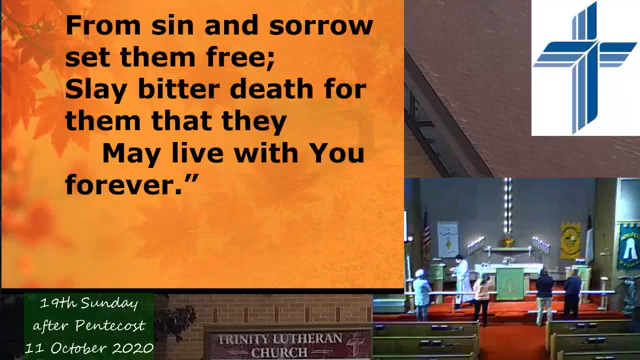 From sin and sorrow
set them free;
Slay bitter death for
them that they
May live with You
forever.”
19th Sunday
after Pentecost
11 October 2020
TRINITY LUTHERAN
CHURCH